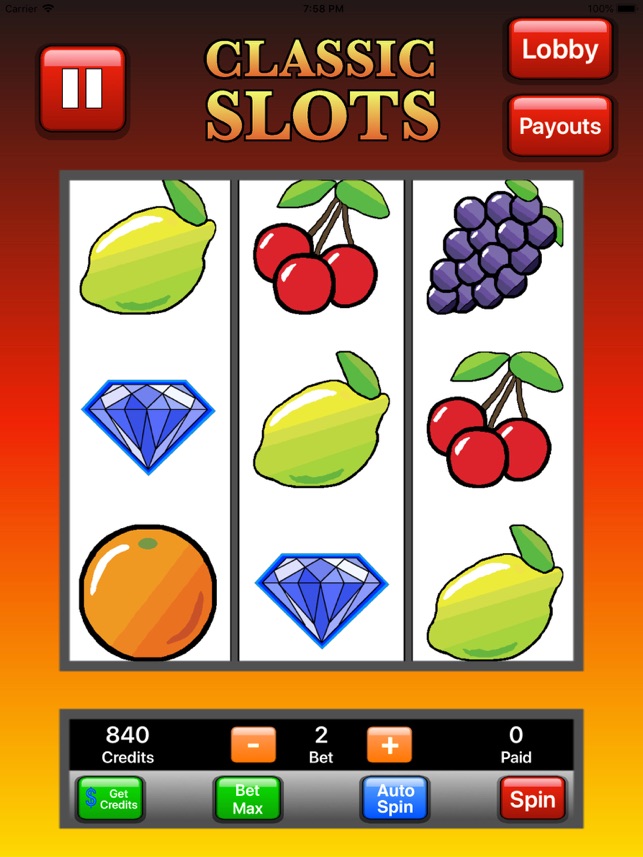 Carrier 7:58 PM 100%
CLASSIC
SLOTS
Lobby
Payouts
840 - 2 + 0
Credits Bet Paid
$ Get
Credits
Bet
Max
Auto
Spin
Spin